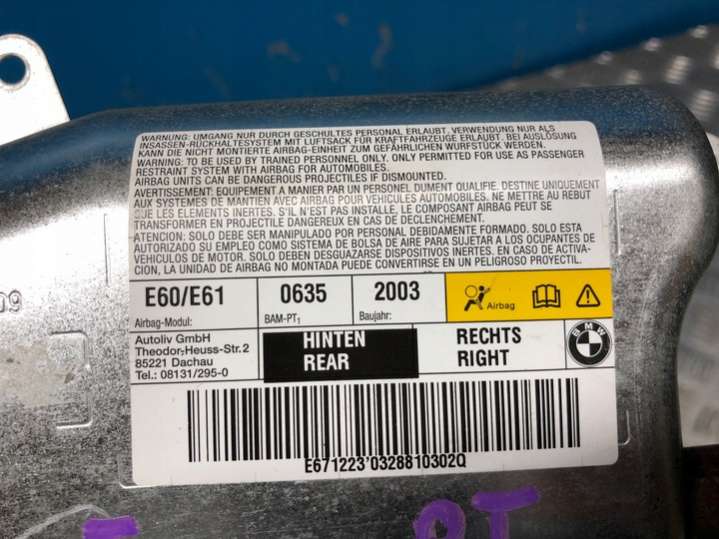 WARNUNG: UMGANG NUR DURCH GESCHULTES PERSONAL ERLAUBT. VERWENDUNG NUR ALS
INSASSEN-RÜCKHALTESYSTEM MIT LUFTSACK FÜR KRAFTFAHRZEUGE ERLAUBT. BEI AUSLÖSUNG
KANN DIE NICHT MONTIERTE AIRBAG-EINHEIT ZUM GEFÄHRLICHEN WURFSTÜCK WERDEN.
WARNING: TO BE USED BY TRAINED PERSONNEL ONLY. ONLY PERMITTED FOR USE AS PASSENGER
RESTRAINT SYSTEM WITH AIRBAG FOR AUTOMOBILES.
AIRBAG UNITS CAN BE DANGEROUS PROJECTILES IF DISMOUNTED.
AVERTISSEMENT: EQUIPEMENT A MANIER PAR UN PERSONEL DUMENT QUALIFIE. DESTINE UNIQUEMENT
AUX SYSTEMES DE MANTIEN AVEC AIRBAG POUR VEHICULES AUTOMOBILES. NE METTRE AU REBUT
QUE LES ELEMENTS INERTES. S'IL N'EST PAS INSTALLE, LE COMPOSANT AIRBAG PEUT SE
TRANSFORMER EN PROJECTILE DANGEREUX EN CAS DE DECLENCHEMENT.
ATENCION: SOLO DEBE SER MANIPULADO POR PERSONAL DEBIDAMENTE FORMADO. SOLO ESTA
AUTORIZADO SU EMPLEO COMO SISTEMA DE BOLSA DE AIRE PARA SUJETAR A LOS OCUPANTES DE
VEHICULOS DE MOTOR. SOLO DEBEN DESGUAZARSE DISPOSITIVOS INERTES. EN CASO DE ACTIVA-
CION, LA UNIDAD DE AIRBAG NO MONTADA PUEDE CONVERTIRSE EN UN PELIGROSO PROYECTIL.
E60/E61 0635 2003 Airbag
Airbag-Modul: BAM-PT1 Baujahr:
Autoliv GmbH
Theodor-Heuss-Str.2
85221 Dachau
Tel.: 08131/295-0
HINTEN
REAR
RECHTS
RIGHT
BMW
E671223'0328810302Q